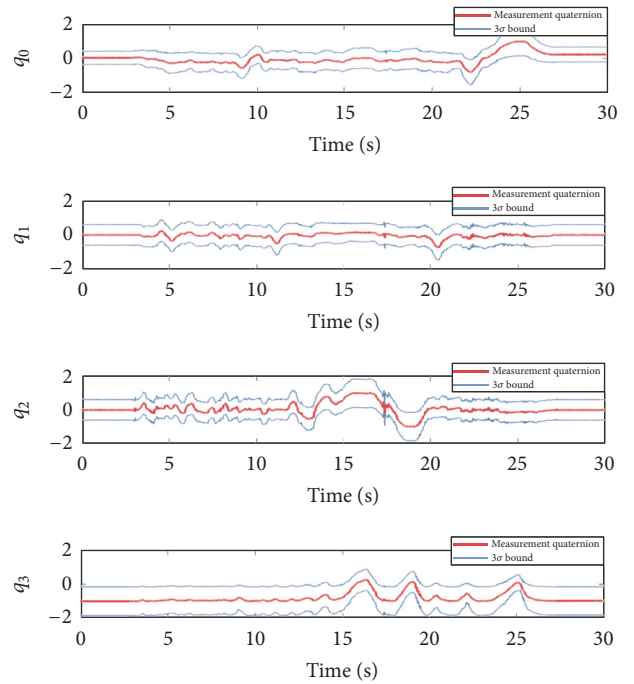 Measurement quaternion
3σ bound
q0
2
0
−2
0 5 10 15 20 25 30
Time (s)
Measurement quaternion
3σ bound
q1
2
0
−2
0 5 10 15 20 25 30
Time (s)
Measurement quaternion
3σ bound
q2
2
0
−2
0 5 10 15 20 25 30
Time (s)
Measurement quaternion
3σ bound
q3
2
0
−2
0 5 10 15 20 25 30
Time (s)